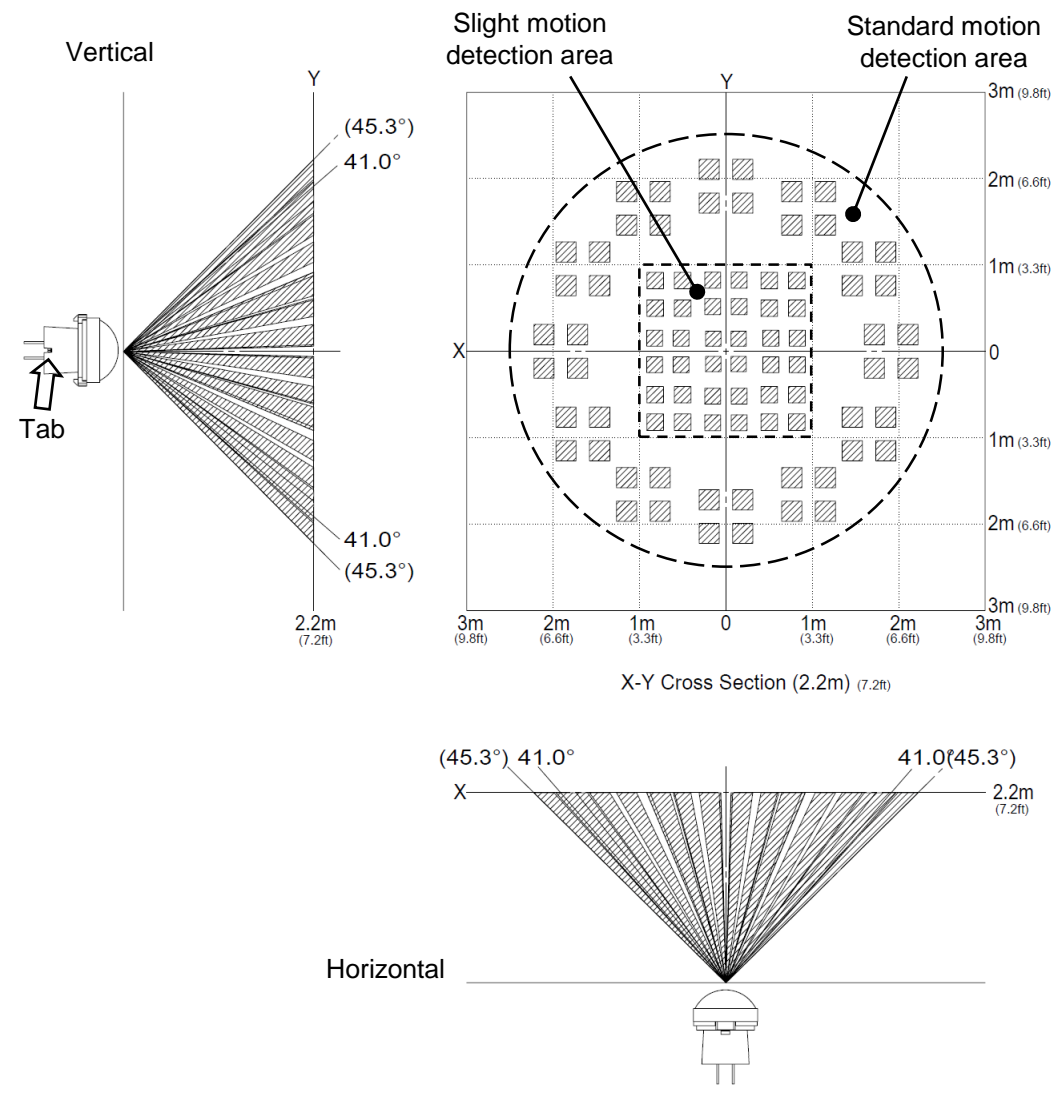 Vertical
Y
(45.3°)
41.0°
Tab
41.0°
(45.3°)
2.2m
(7.2ft)
Slight motion
detection area
Standard motion
detection area
Y
3m (9.8ft)
2m (6.6ft)
1m (3.3ft)
X
0
1m (3.3ft)
2m (6.6ft)
3m (9.8ft)
3m 2m 1m 0 1m 2m 3m
(9.8ft) (6.6ft) (3.3ft) (3.3ft) (6.6ft) (9.8ft)
X-Y Cross Section (2.2m) (7.2ft)
(45.3°) 41.0° 41.0°(45.3°)
X
2.2m
(7.2ft)
Horizontal